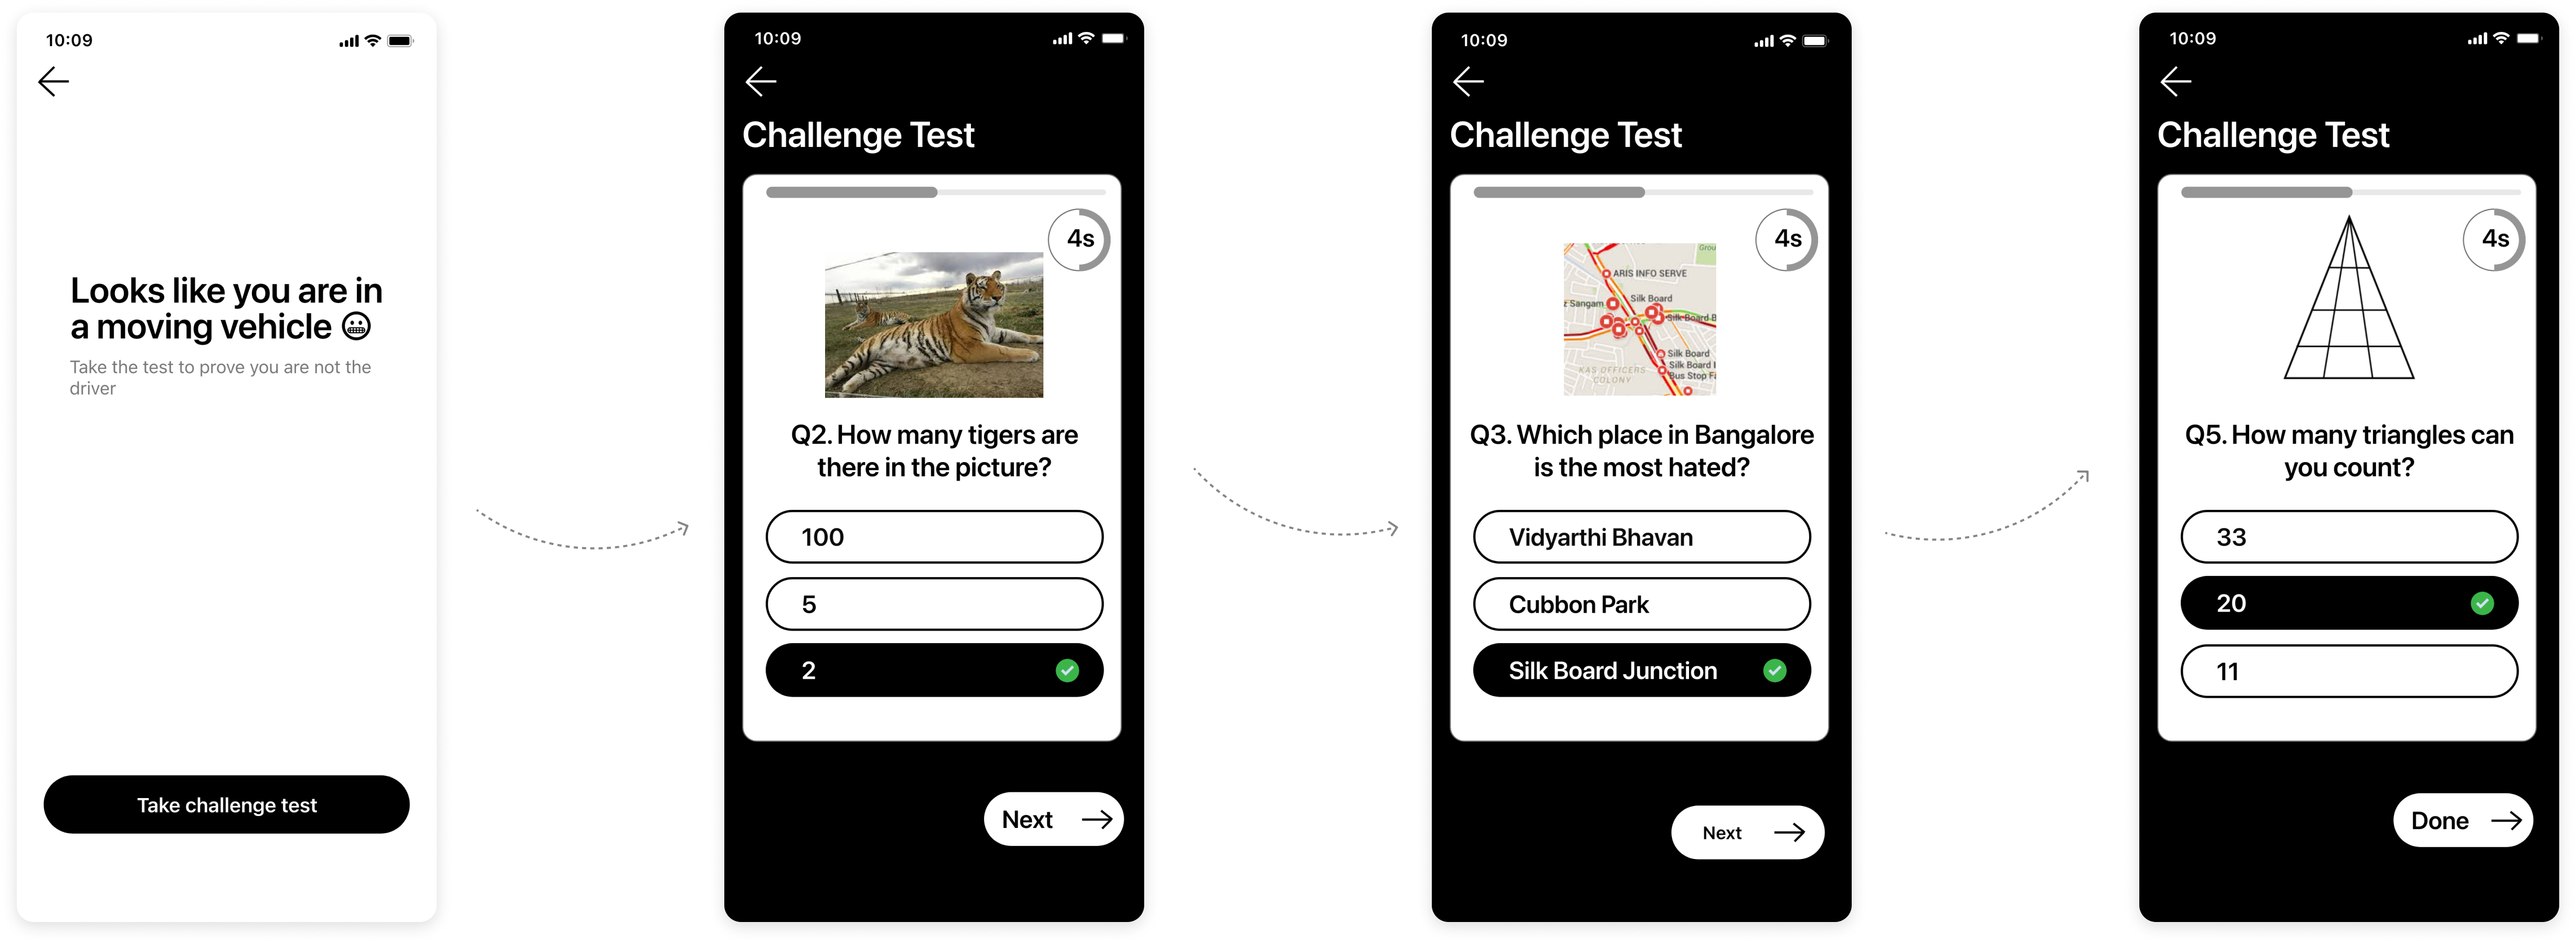 10:09
Looks like you are in
a moving vehicle 😬
Take the test to prove you are not the
driver
Take challenge test
10:09
Challenge Test
4s
Q2. How many tigers are
there in the picture?
100
5
2
Next
10:09
Challenge Test
4s
Grou
ARIS INFO SERVE
Sangam
Silk Board
Silk Board B
Silk Board
Silk Board
Bus Stop Fa
KAS OFFICERS
COLONY
Q3. Which place in Bangalore
is the most hated?
Vidyarthi Bhavan
Cubbon Park
Silk Board Junction
Next
10:09
Challenge Test
4s
Q5. How many triangles can
you count?
33
20
11
Done